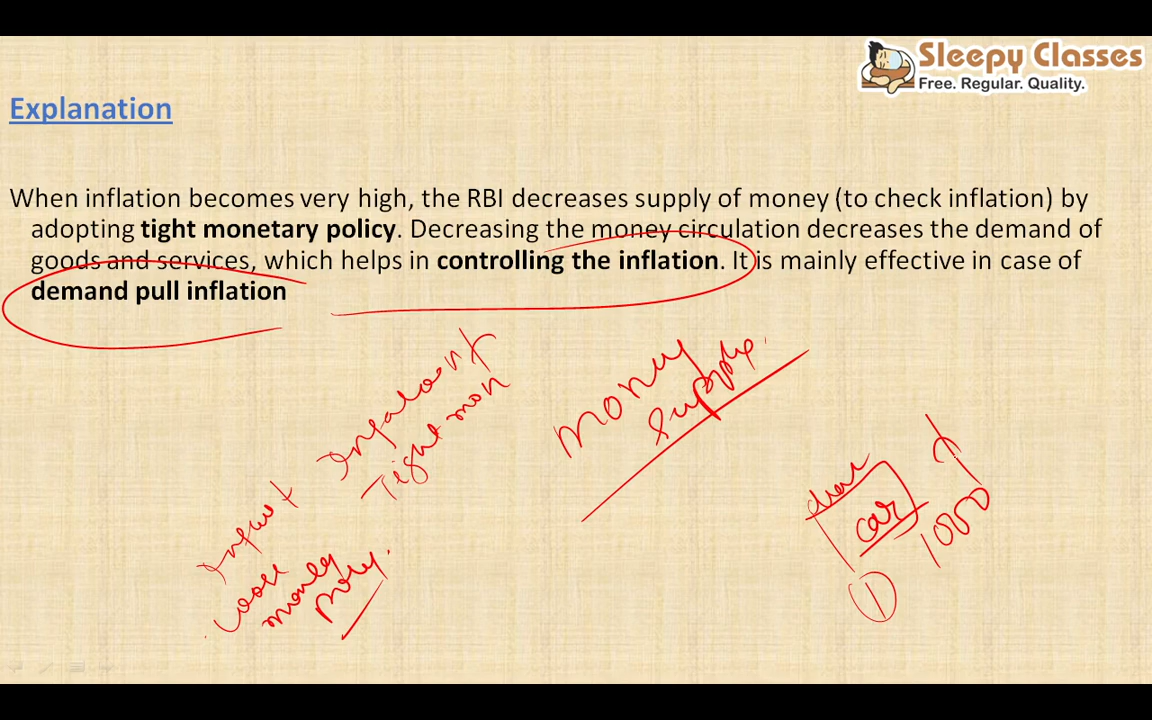 Sleepy Classes
Free. Regular. Quality.
Explanation
When inflation becomes very high, the RBI decreases supply of money (to check inflation) by
adopting tight monetary policy. Decreasing the money circulation decreases the demand of
goods and services, which helps in controlling the inflation. It is mainly effective in case of
demand pull inflation
Tight mon
money
car
1000
1
money